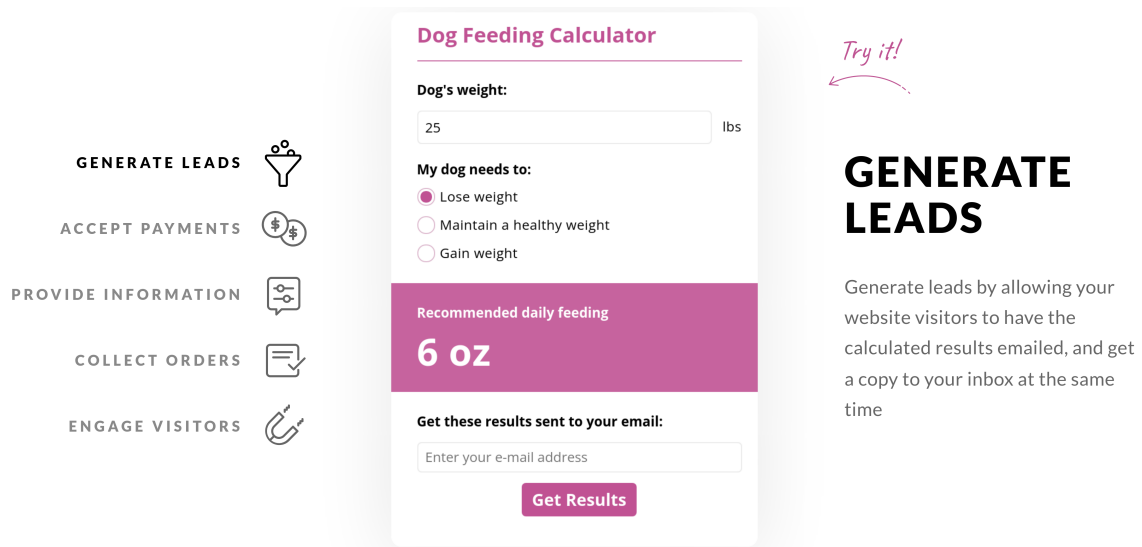 GENERATE LEADS
ACCEPT PAYMENTS
$ $
PROVIDE INFORMATION
COLLECT ORDERS
ENGAGE VISITORS
Dog Feeding Calculator
Dog's weight:
25 lbs
My dog needs to:
Lose weight
Maintain a healthy weight
Gain weight
Recommended daily feeding
6 oz
Get these results sent to your email:
Enter your e-mail address
Get Results
Try it!
GENERATE
LEADS
Generate leads by allowing your
website visitors to have the
calculated results emailed, and get
a copy to your inbox at the same
time